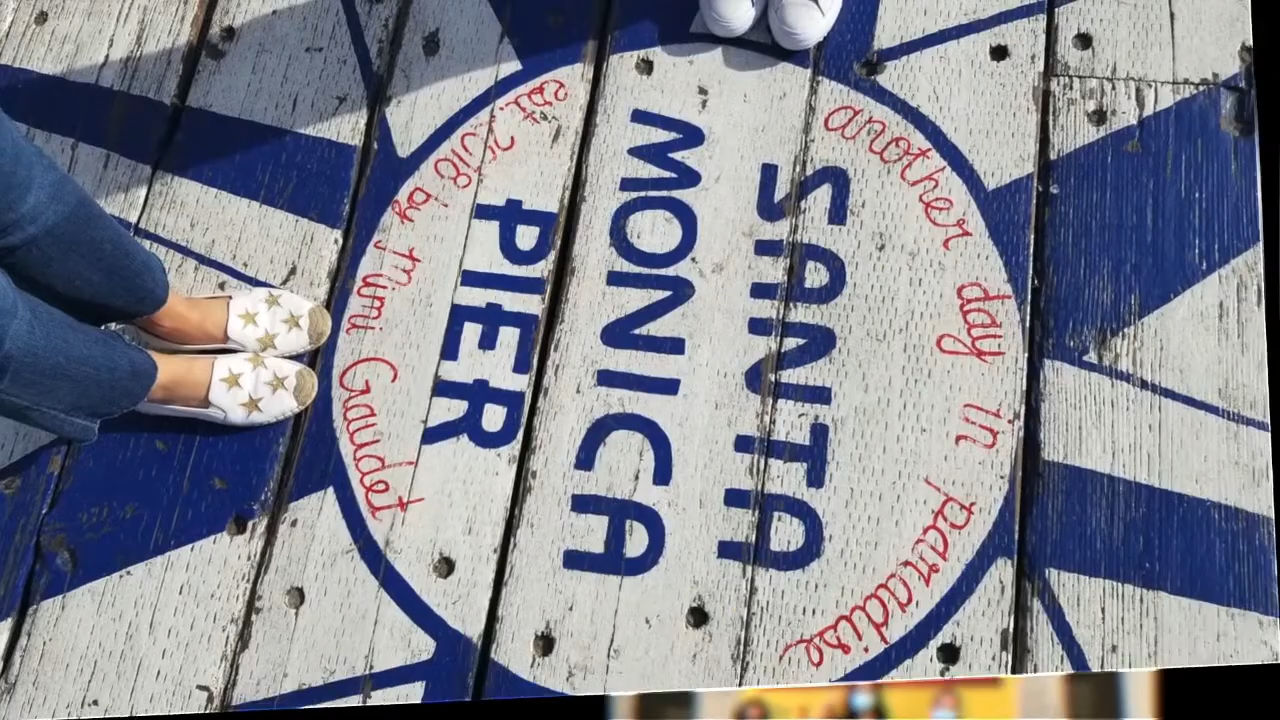 another day in paradise
SANTA
MONICA
PIER
est. 2018 by Mimi Gaudet